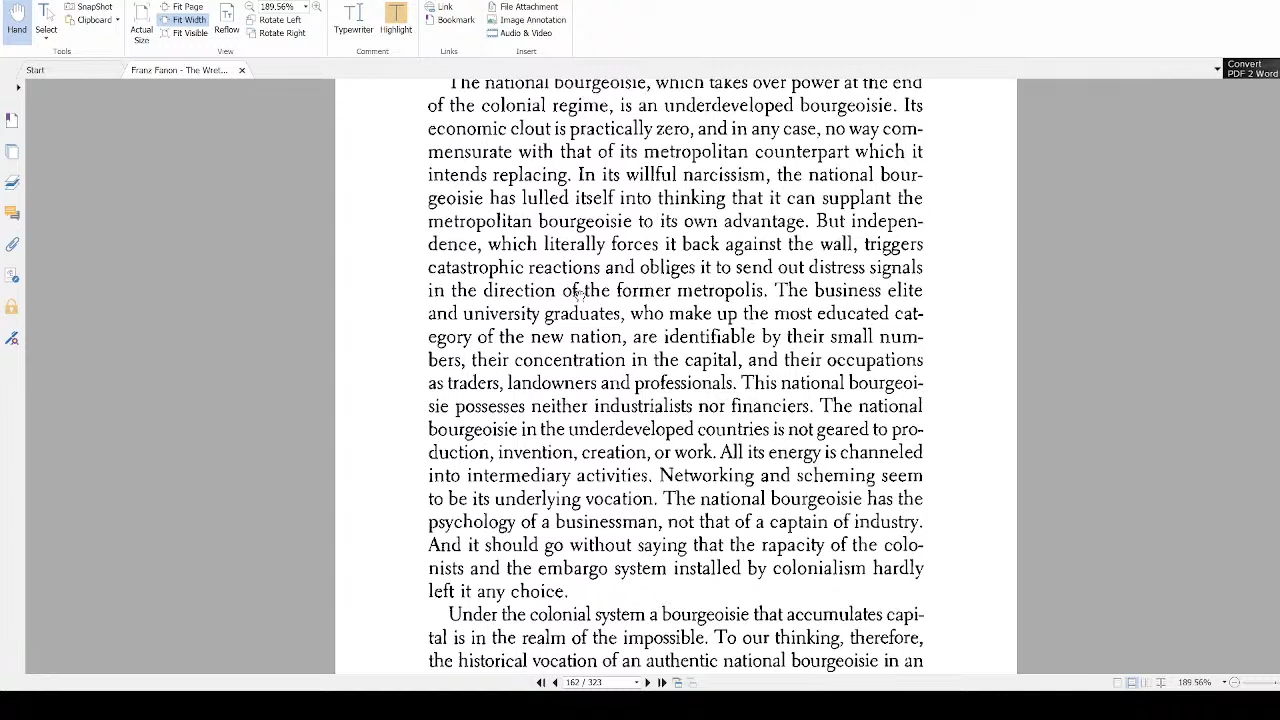 SnapShot
Clipboard
Hand
Select
Tools
Actual Size
Fit Page
Fit Width
Fit Visible
Reflow
189.56%
Rotate Left
Rotate Right
View
Typewriter
Highlight
Comment
Link
Bookmark
Links
File Attachment
Image Annotation
Audio & Video
Insert
Start
Franz Fanon - The Wret...
Convert
PDF 2 Word
The national bourgeoisie, which takes over power at the end
of the colonial regime, is an underdeveloped bourgeoisie. Its
economic clout is practically zero, and in any case, no way com-
mensurate with that of its metropolitan counterpart which it
intends replacing. In its willful narcissism, the national bour-
geoisie has lulled itself into thinking that it can supplant the
metropolitan bourgeoisie to its own advantage. But indepen-
dence, which literally forces it back against the wall, triggers
catastrophic reactions and obliges it to send out distress signals
in the direction of the former metropolis. The business elite
and university graduates, who make up the most educated cat-
egory of the new nation, are identifiable by their small num-
bers, their concentration in the capital, and their occupations
as traders, landowners and professionals. This national bourgeoi-
sie possesses neither industrialists nor financiers. The national
bourgeoisie in the underdeveloped countries is not geared to pro-
duction, invention, creation, or work. All its energy is channeled
into intermediary activities. Networking and scheming seem
to be its underlying vocation. The national bourgeoisie has the
psychology of a businessman, not that of a captain of industry.
And it should go without saying that the rapacity of the colo-
nists and the embargo system installed by colonialism hardly
left it any choice.
Under the colonial system a bourgeoisie that accumulates capi-
tal is in the realm of the impossible. To our thinking, therefore,
the historical vocation of an authentic national bourgeoisie in an
162 / 323
189.56%